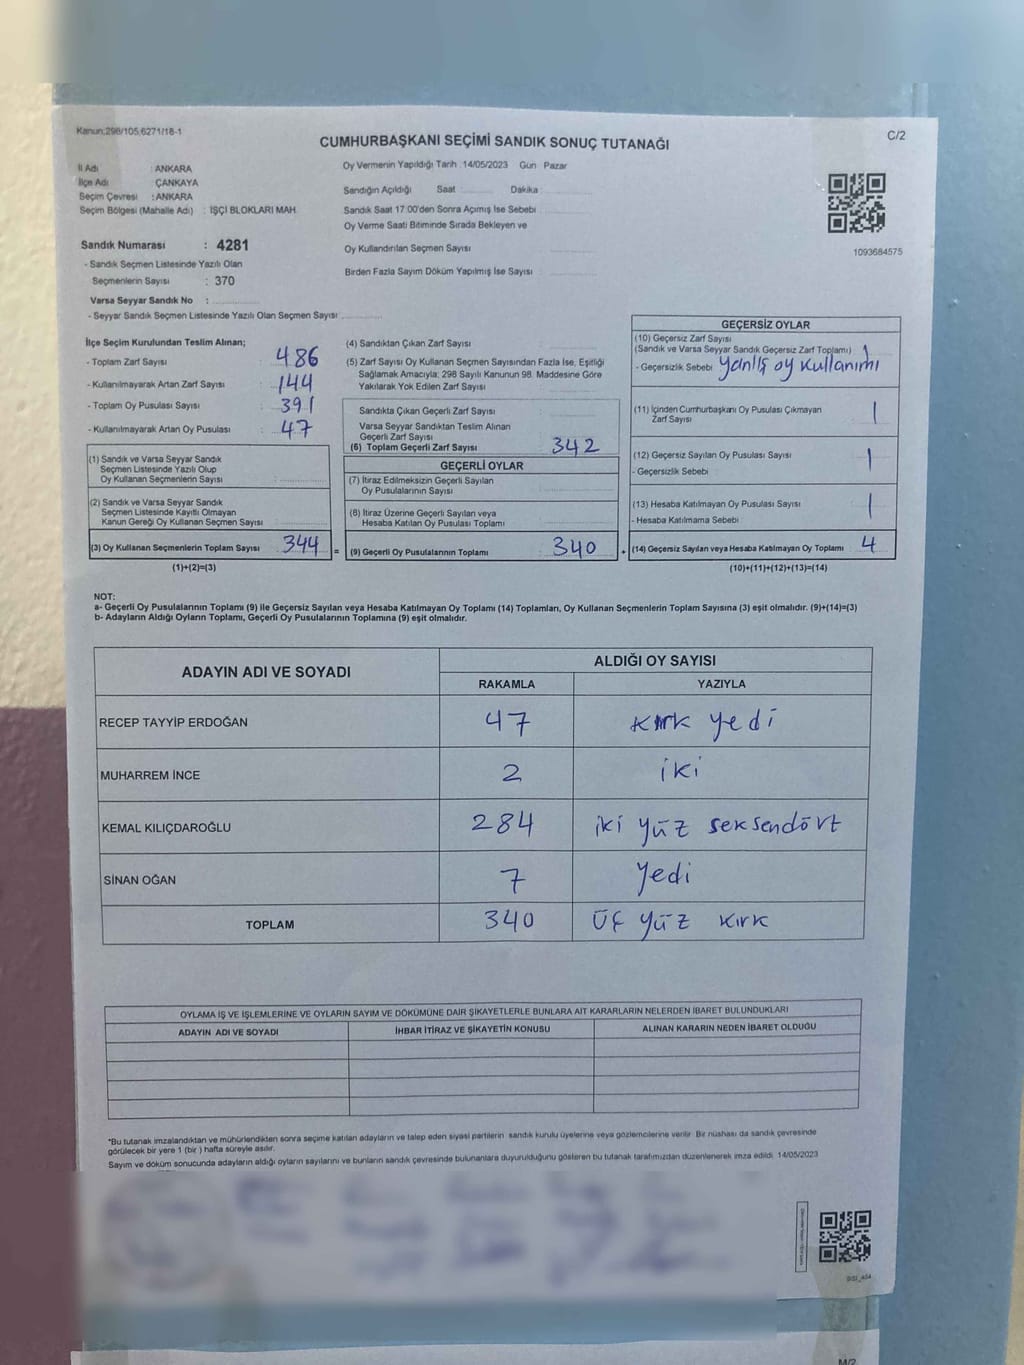 Kanun;298/105,6271/18-1
C/2
CUMHURBAŞKANI SEÇİMİ SANDIK SONUÇ TUTANAĞI
İl Adı : ANKARA
İlçe Adı : ÇANKAYA
Seçim Çevresi : ANKARA
Seçim Bölgesi (Mahalle Adı) : İŞÇİ BLOKLARI MAH.
Sandık Numarası : 4281
- Sandık Seçmen Listesinde Yazılı Olan
Seçmenlerin Sayısı : 370
Varsa Seyyar Sandık No :
- Seyyar Sandık Seçmen Listesinde Yazılı Olan Seçmen Sayısı :
Oy Vermenin Yapıldığı Tarih 14/05/2023 Gün Pazar
Sandığın Açıldığı Saat Dakika
Sandık Saat 17:00'den Sonra Açımış İse Sebebi
Oy Verme Saati Bitiminde Sırada Bekleyen ve
Oy Kullandırılan Seçmen Sayısı
Birden Fazla Sayım Döküm Yapılmış İse Sayısı
1093684575
İlçe Seçim Kurulundan Teslim Alınan;
- Toplam Zarf Sayısı : 486
- Kullanılmayarak Artan Zarf Sayısı : 144
- Toplam Oy Pusulası Sayısı : 391
- Kullanılmayarak Artan Oy Pusulası : 47
(1) Sandık ve Varsa Seyyar Sandık
Seçmen Listesinde Yazılı Olup
Oy Kullanan Seçmenlerin Sayısı
(2) Sandık ve Varsa Seyyar Sandık
Seçmen Listesinde Kayıtlı Olmayan
Kanun Gereği Oy Kullanan Seçmen Sayısı
(3) Oy Kullanan Seçmenlerin Toplam Sayısı 344 =
(1)+(2)=(3)
(4) Sandıktan Çıkan Zarf Sayısı
(5) Zarf Sayısı Oy Kullanan Seçmen Sayısından Fazla İse, Eşitliği
Sağlamak Amacıyla; 298 Sayılı Kanunun 98. Maddesine Göre
Yakılarak Yok Edilen Zarf Sayısı
Sandıkta Çıkan Geçerli Zarf Sayısı
Varsa Seyyar Sandıktan Teslim Alınan
Geçerli Zarf Sayısı
(6) Toplam Geçerli Zarf Sayısı 342
GEÇERLİ OYLAR
(7) İtiraz Edilmeksizin Geçerli Sayılan
Oy Pusulalarının Sayısı
(8) İtiraz Üzerine Geçerli Sayılan veya
Hesaba Katılan Oy Pusulası Toplamı
(9) Geçerli Oy Pusulalarının Toplamı 340 +
GEÇERSİZ OYLAR
(10) Geçersiz Zarf Sayısı
(Sandık ve Varsa Seyyar Sandık Geçersiz Zarf Toplamı) 1
- Geçersizlik Sebebi yanlış oy kullanımı
(11) İçinden Cumhurbaşkanı Oy Pusulası Çıkmayan
Zarf Sayısı 1
(12) Geçersiz Sayılan Oy Pusulası Sayısı 1
- Geçersizlik Sebebi
(13) Hesaba Katılmayan Oy Pusulası Sayısı 1
- Hesaba Katılmama Sebebi
(14) Geçersiz Sayılan veya Hesaba Katılmayan Oy Toplamı 4
(10)+(11)+(12)+(13)=(14)
NOT:
a- Geçerli Oy Pusulalarının Toplamı (9) ile Geçersiz Sayılan veya Hesaba Katılmayan Oy Toplamı (14) Toplamları, Oy Kullanan Seçmenlerin Toplam Sayısına (3) eşit olmalıdır. (9)+(14)=(3)
b- Adayların Aldığı Oyların Toplamı, Geçerli Oy Pusulalarının Toplamına (9) eşit olmalıdır.
ADAYIN ADI VE SOYADI
ALDIĞI OY SAYISI
RAKAMLA YAZIYLA
RECEP TAYYİP ERDOĞAN 47 kırk yedi
MUHARREM İNCE 2 iki
KEMAL KILIÇDAROĞLU 284 iki yüz seksendört
SİNAN OĞAN 7 yedi
TOPLAM 340 üç yüz kırk
OYLAMA İŞ VE İŞLEMLERİNE VE OYLARIN SAYIM VE DÖKÜMÜNE DAİR ŞİKAYETLERLE BUNLARA AİT KARARLARIN NELERDEN İBARET BULUNDUKLARI
ADAYIN ADI VE SOYADI İHBAR İTİRAZ VE ŞİKAYETİN KONUSU ALINAN KARARIN NEDEN İBARET OLDUĞU
*Bu tutanak imzalandıktan ve mühürlendikten sonra seçime katılan adayların ve talep eden siyasi partilerin sandık kurulu üyelerine veya gözlemcilerine verilir. Bir nüshası da sandık çevresinde
görülecek bir yere 1 (bir ) hafta süreyle asılır.
Sayım ve döküm sonucunda adayların aldığı oyların sayılarını ve bunların sandık çevresinde bulunanlara duyurulduğunu gösteren bu tutanak tarafımızdan düzenlenerek imza edildi. 14/05/2023
M/2